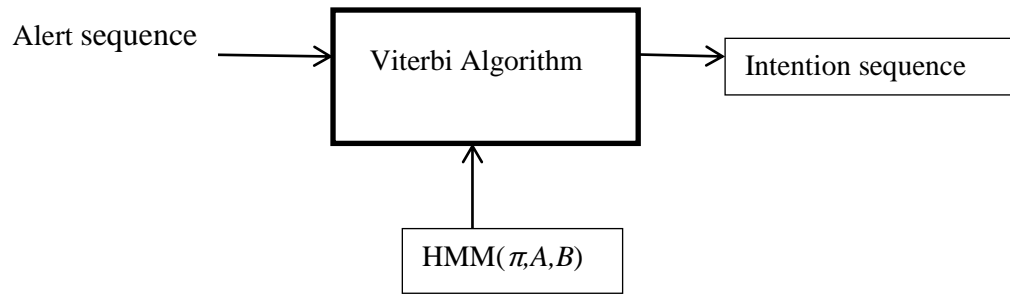 Alert sequence
Viterbi Algorithm
Intention sequence
HMM(π,A,B)